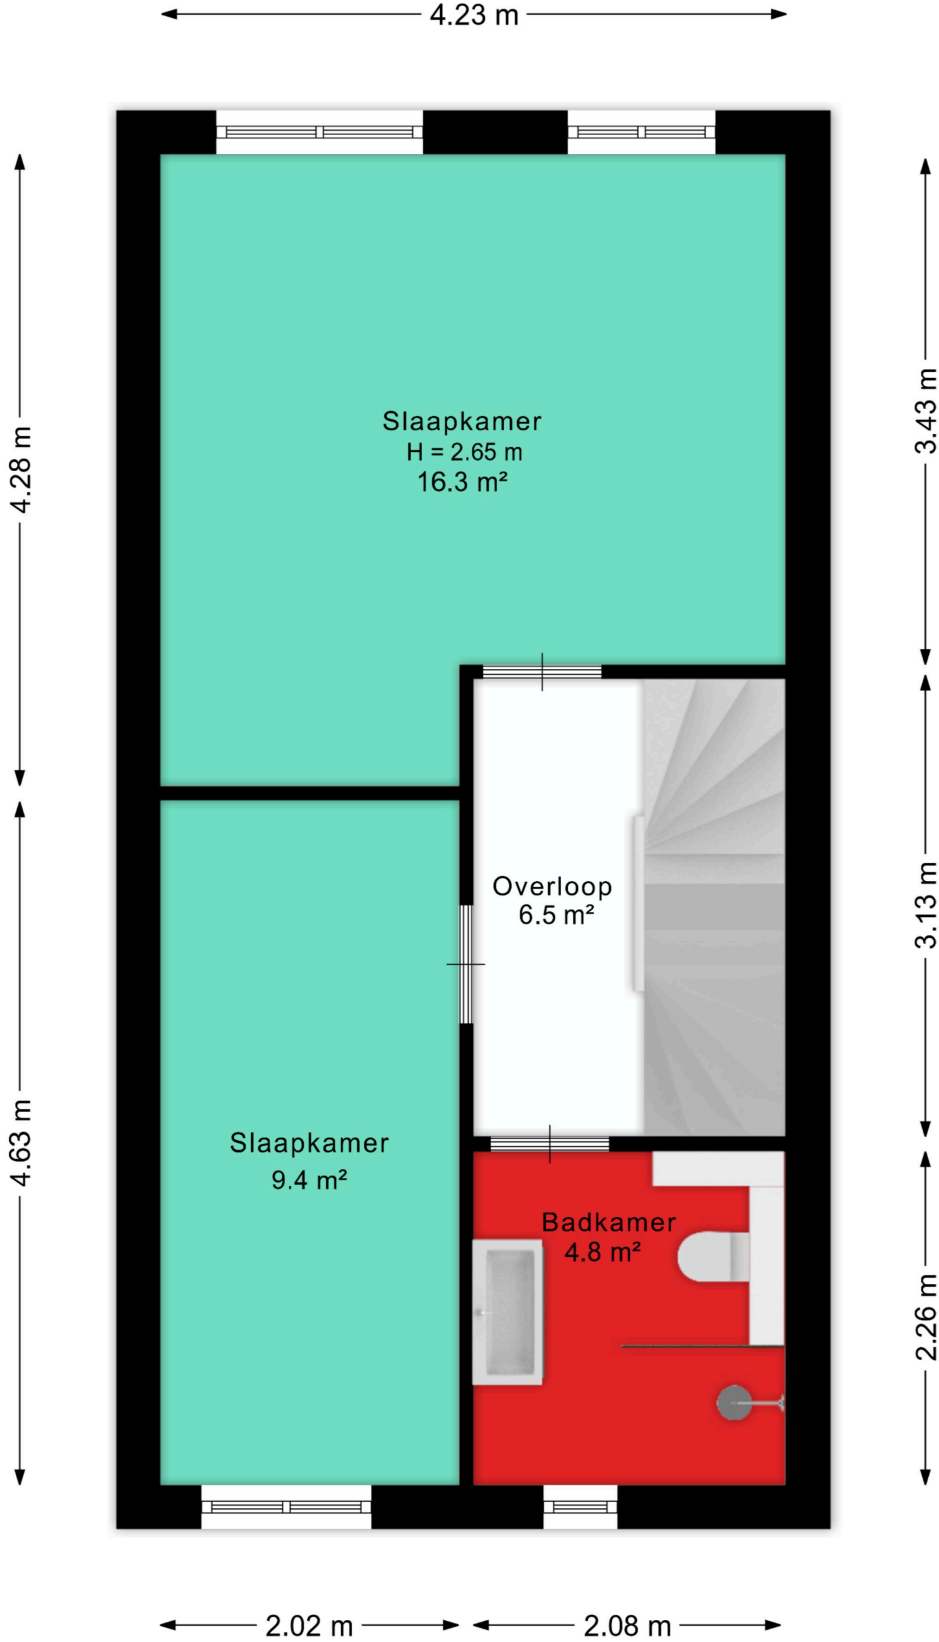 4.23 m
4.28 m
3.43 m
Slaapkamer
H = 2.65 m
16.3 m²
Overloop
6.5 m²
3.13 m
4.63 m
Slaapkamer
9.4 m²
Badkamer
4.8 m²
2.26 m
2.02 m
2.08 m